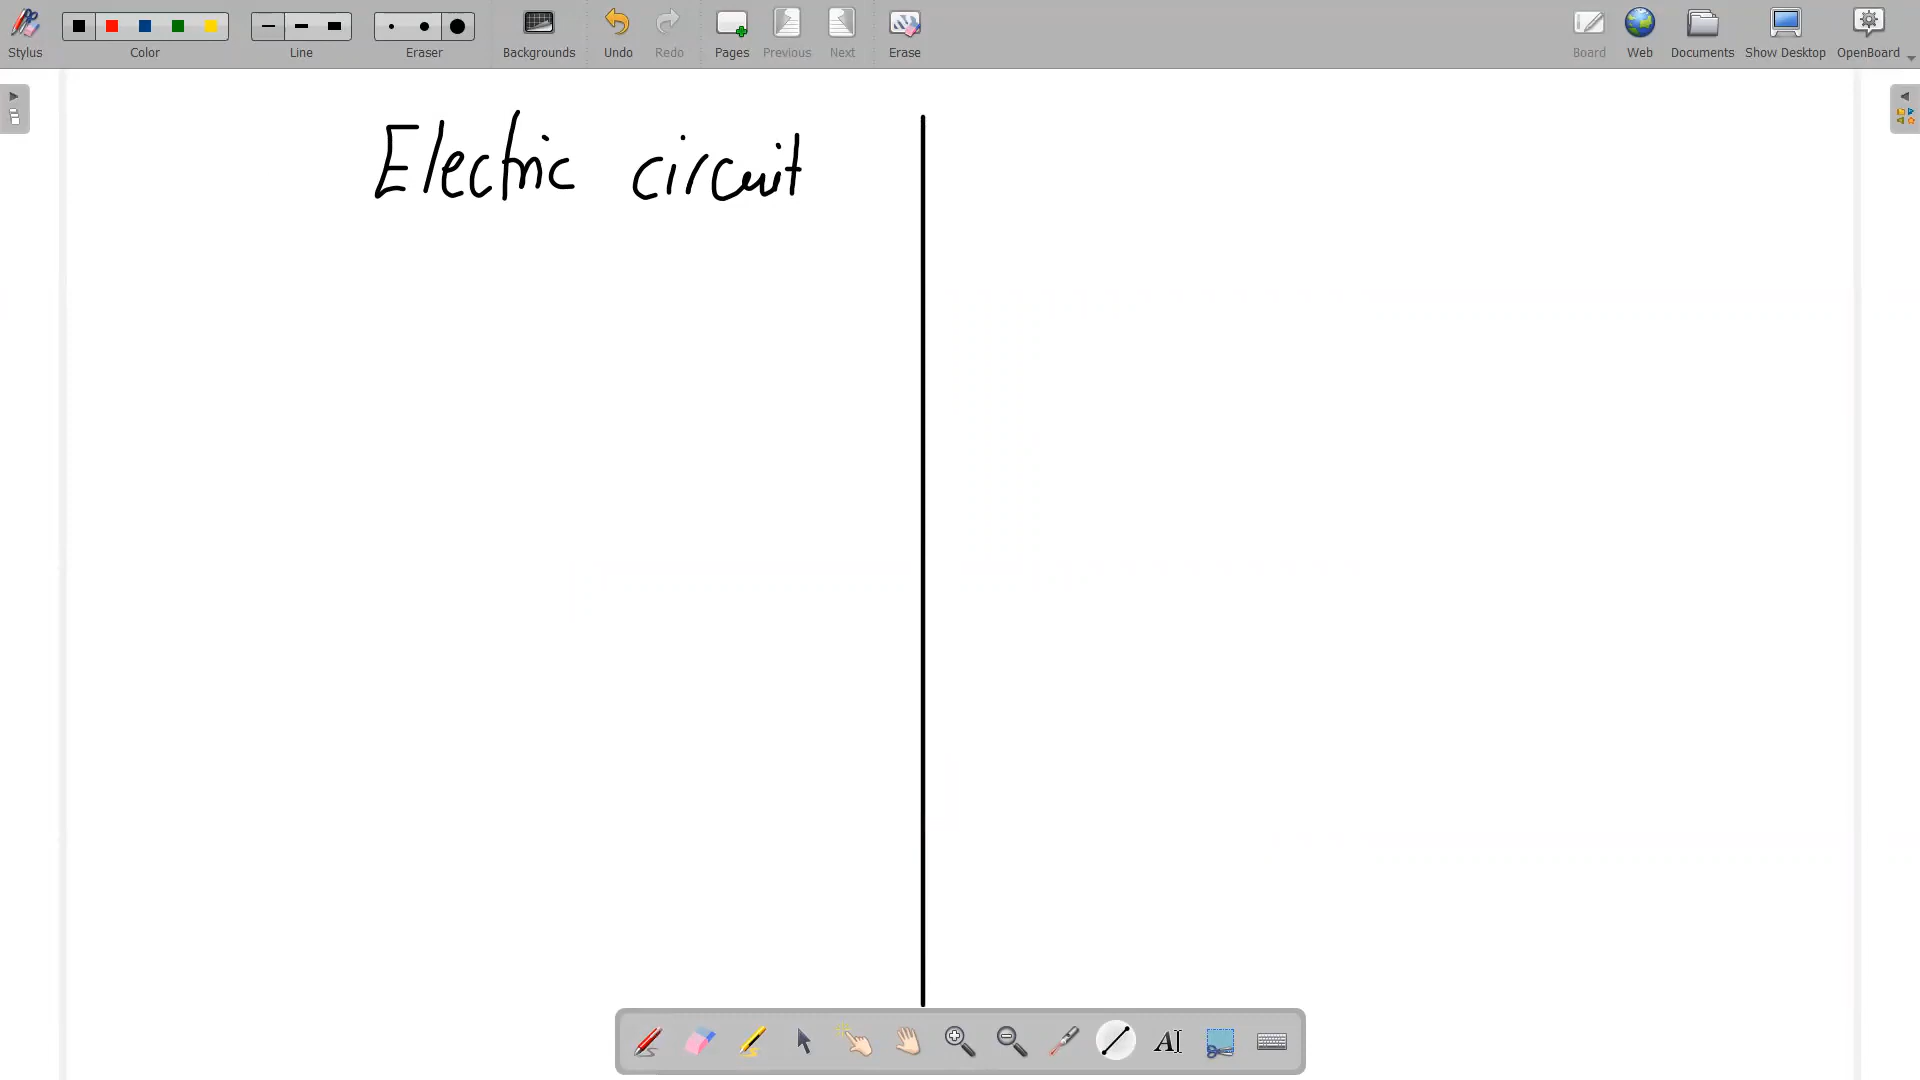 Stylus Color Line Eraser Backgrounds Undo Redo Pages Previous Next Erase Board Web Documents Show Desktop OpenBoard
Electric circuit